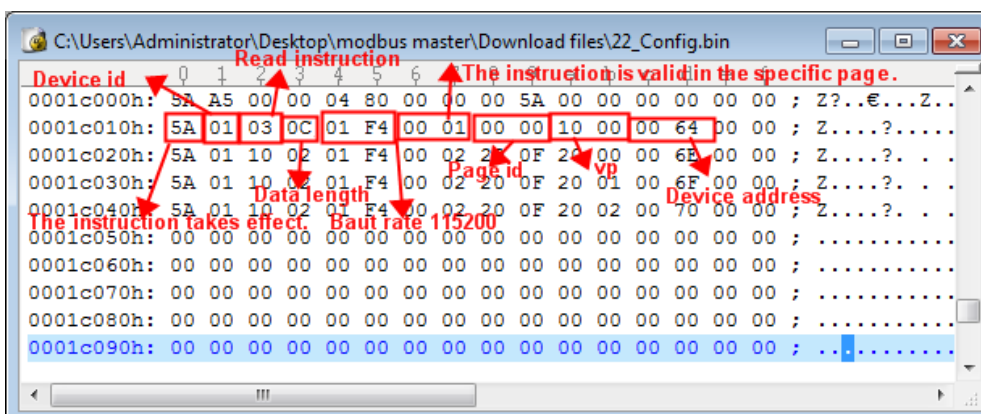 C:\Users\Administrator\Desktop\modbus master\Download files\22_Config.bin
Read instruction
Device id
0 1 2 3 4 5 6
The instruction is valid in the specific page.
0001c000h: 5A A5 00 00 04 80 00 00 00 5A 00 00 00 00 00 00 ; Z?..€...Z..
0001c010h: 5A 01 03 0C 01 F4 00 01 00 00 10 00 00 64 00 00 ; Z....?.....
0001c020h: 5A 01 10 02 01 F4 00 02 20 0F 20 00 00 6E 00 00 ; Z....?.
Page id
vp
0001c030h: 5A 01 10 02 01 F4 00 02 20 0F 20 01 00 6F 00 00 ; Z....?. .
Data length
Device address
0001c040h: 5A 01 10 02 01 F4 00 02 20 0F 20 02 00 70 00 00 ; Z....?. . .
The instruction takes effect.
Baut rate 115200
0001c050h: 00 00 00 00 00 00 00 00 00 00 00 00 00 00 00 00 ; ...........
0001c060h: 00 00 00 00 00 00 00 00 00 00 00 00 00 00 00 00 ; ...........
0001c070h: 00 00 00 00 00 00 00 00 00 00 00 00 00 00 00 00 ; ...........
0001c080h: 00 00 00 00 00 00 00 00 00 00 00 00 00 00 00 00 ; ...........
0001c090h: 00 00 00 00 00 00 00 00 00 00 00 00 00 00 00 00 ; ...........